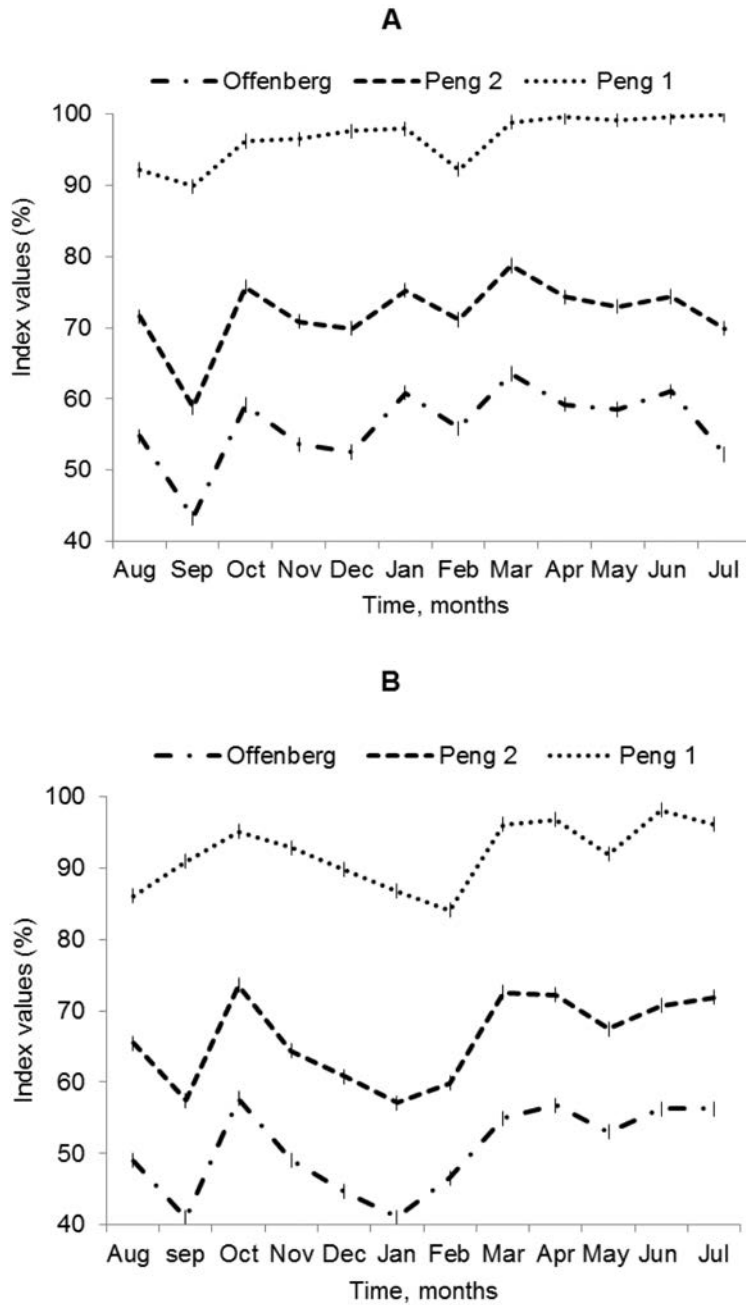 A
Offenberg Peng 2 Peng 1
100
90
80
70
60
50
40
Index values (%)
Aug Sep Oct Nov Dec Jan Feb Mar Apr May Jun Jul
Time, months
B
Offenberg Peng 2 Peng 1
100
90
80
70
60
50
40
Index values (%)
Aug sep Oct Nov Dec Jan Feb Mar Apr May Jun Jul
Time, months